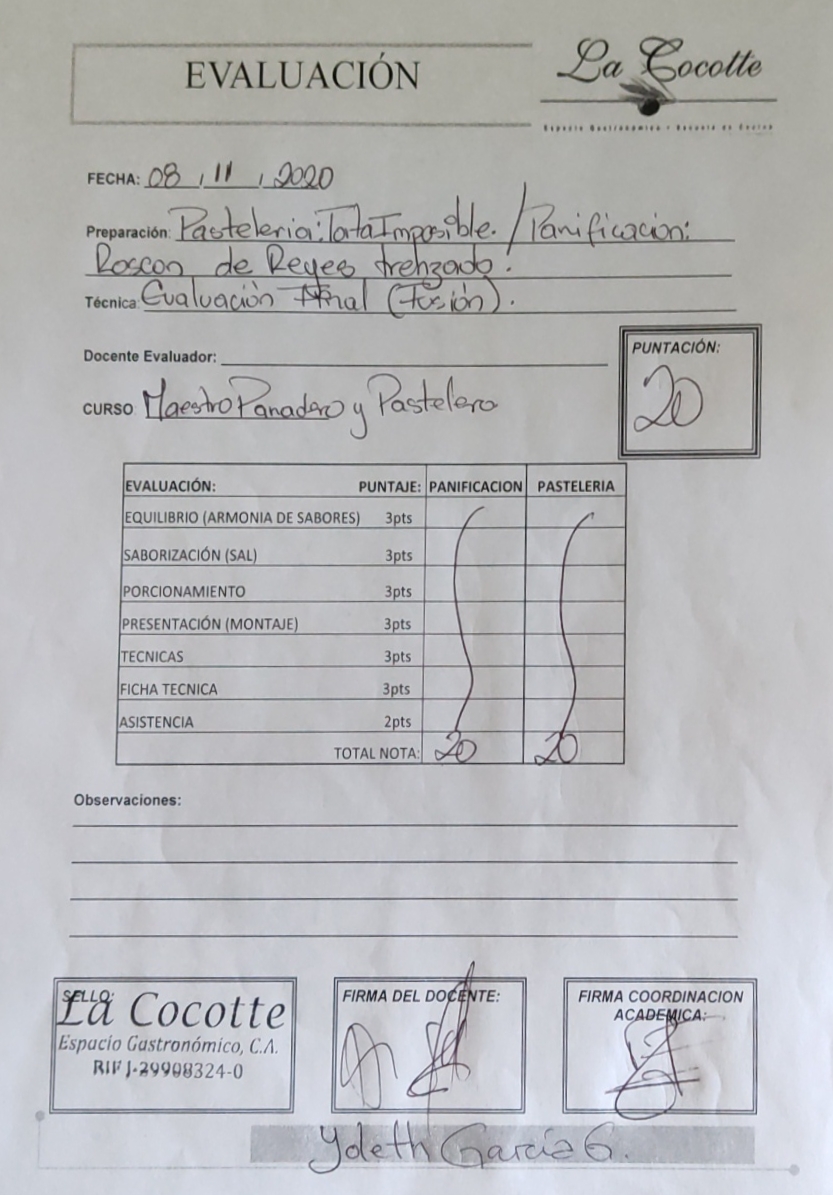 EVALUACIÓN
La Cocotte
Espacio Gastronómico • Escuela de Cocina
FECHA: 08 / 11 / 2020
Preparación: Pasteleria: Tarta Imposible. / Panificacion:
Roscon de Reyes trenzado.
Técnica: Evaluación Final (Fusión).
Docente Evaluador:
PUNTACIÓN:
20
CURSO Maestro Panadero y Pastelero
EVALUACIÓN: PUNTAJE: PANIFICACION PASTELERIA
EQUILIBRIO (ARMONIA DE SABORES) 3pts
SABORIZACIÓN (SAL) 3pts
PORCIONAMIENTO 3pts
PRESENTACIÓN (MONTAJE) 3pts
TECNICAS 3pts
FICHA TECNICA 3pts
ASISTENCIA 2pts
TOTAL NOTA: 20 20
Observaciones:
SELLO:
La Cocotte
Espacio Gastronómico, C.A.
RIF J-29908324-0
FIRMA DEL DOCENTE:
FIRMA COORDINACION
ACADEMICA:
Ydeth García G.